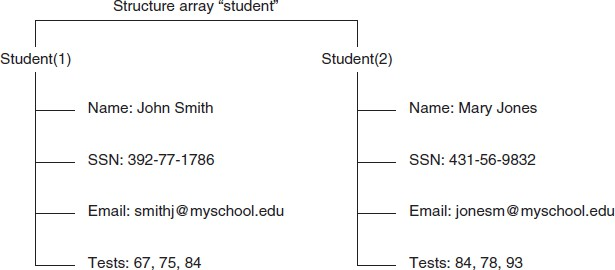 Structure array “student”
Student(1)
Name: John Smith
SSN: 392-77-1786
Email: smithj@myschool.edu
Tests: 67, 75, 84
Student(2)
Name: Mary Jones
SSN: 431-56-9832
Email: jonesm@myschool.edu
Tests: 84, 78, 93